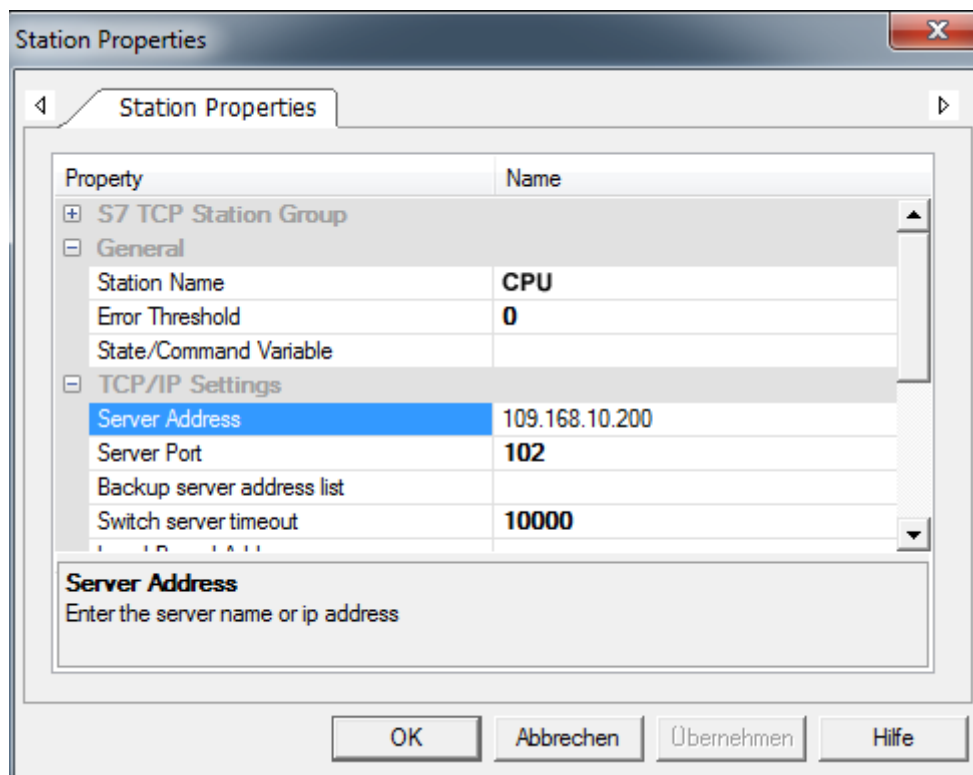 Station Properties
Station Properties
Property Name
S7 TCP Station Group
General
Station Name CPU
Error Threshold 0
State/Command Variable
TCP/IP Settings
Server Address 109.168.10.200
Server Port 102
Backup server address list
Switch server timeout 10000
Server Address
Enter the server name or ip address
OK Abbrechen Übernehmen Hilfe